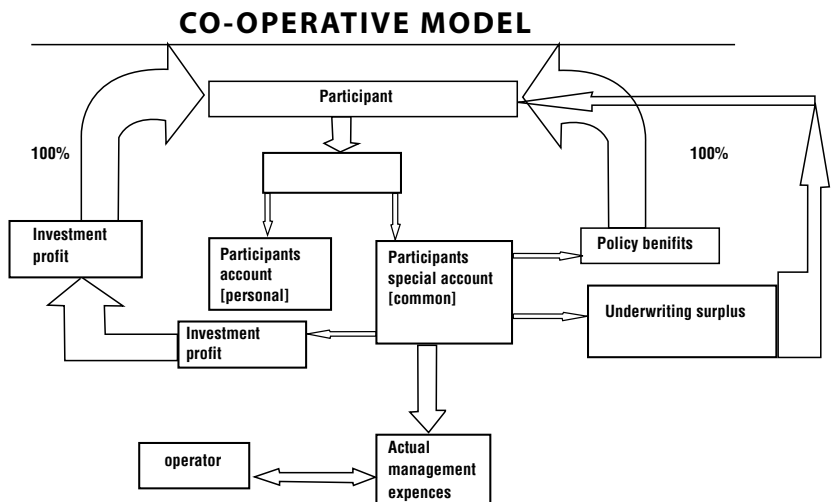 CO-OPERATIVE MODEL
Participant
100%
100%
Investment
profit
Participants
account
[personal]
Participants
special account
[common]
Policy benifits
Underwriting surplus
Investment
profit
operator
Actual
management
expences